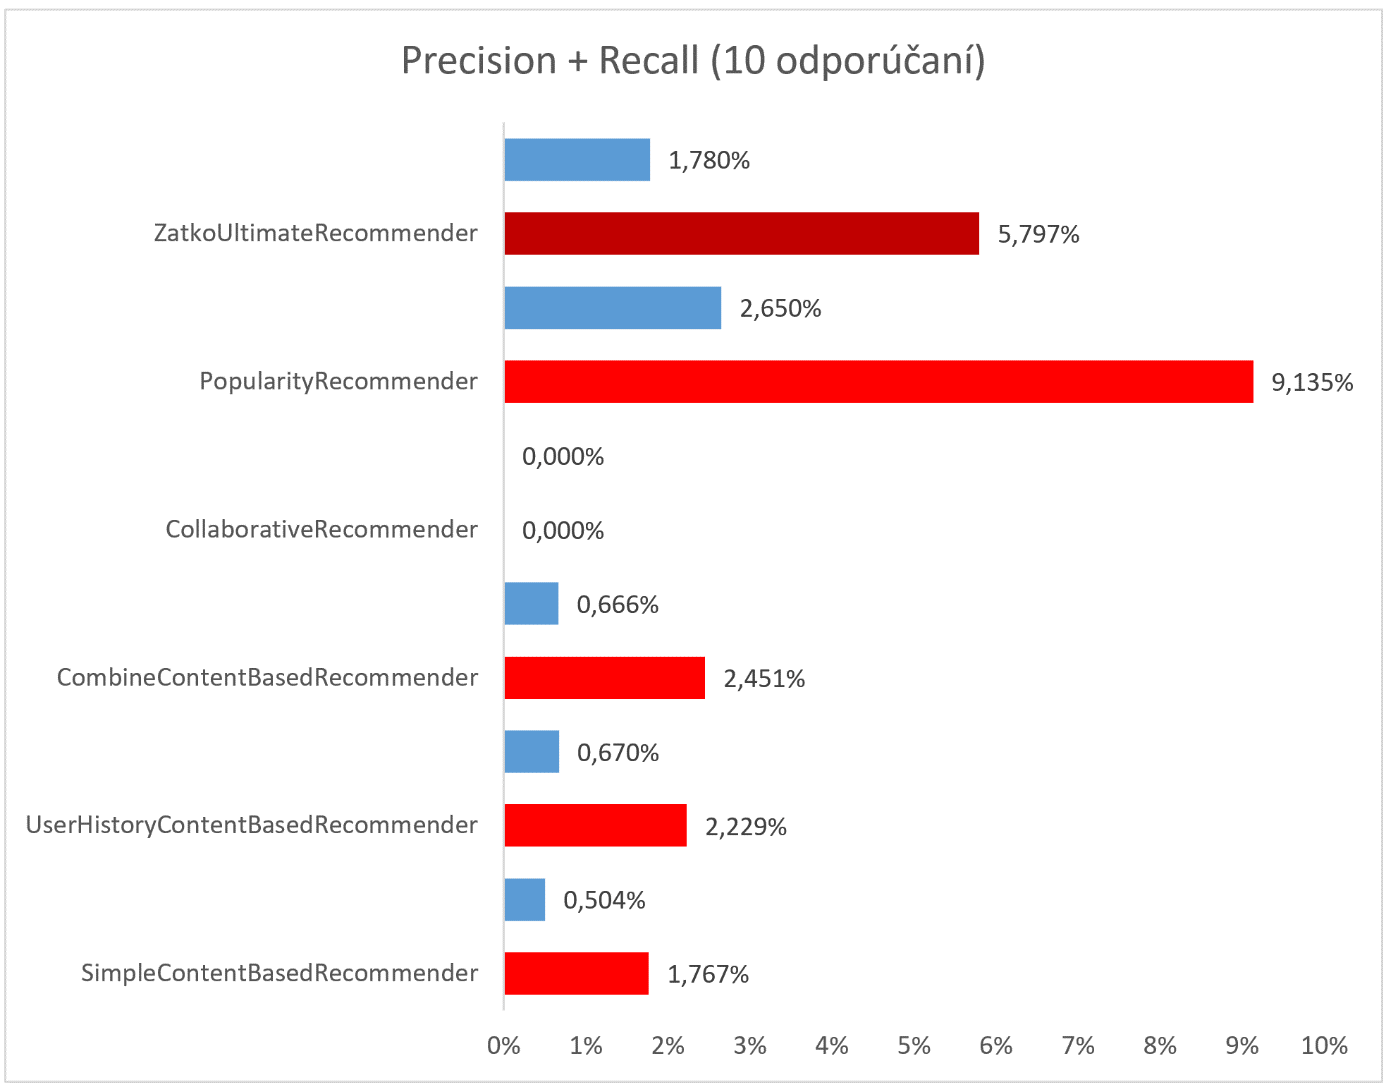 Precision + Recall (10 odporúčaní)
1,780%
ZatkoUltimateRecommender 5,797%
2,650%
PopularityRecommender 9,135%
0,000%
CollaborativeRecommender 0,000%
0,666%
CombineContentBasedRecommender 2,451%
0,670%
UserHistoryContentBasedRecommender 2,229%
0,504%
SimpleContentBasedRecommender 1,767%
0% 1% 2% 3% 4% 5% 6% 7% 8% 9% 10%